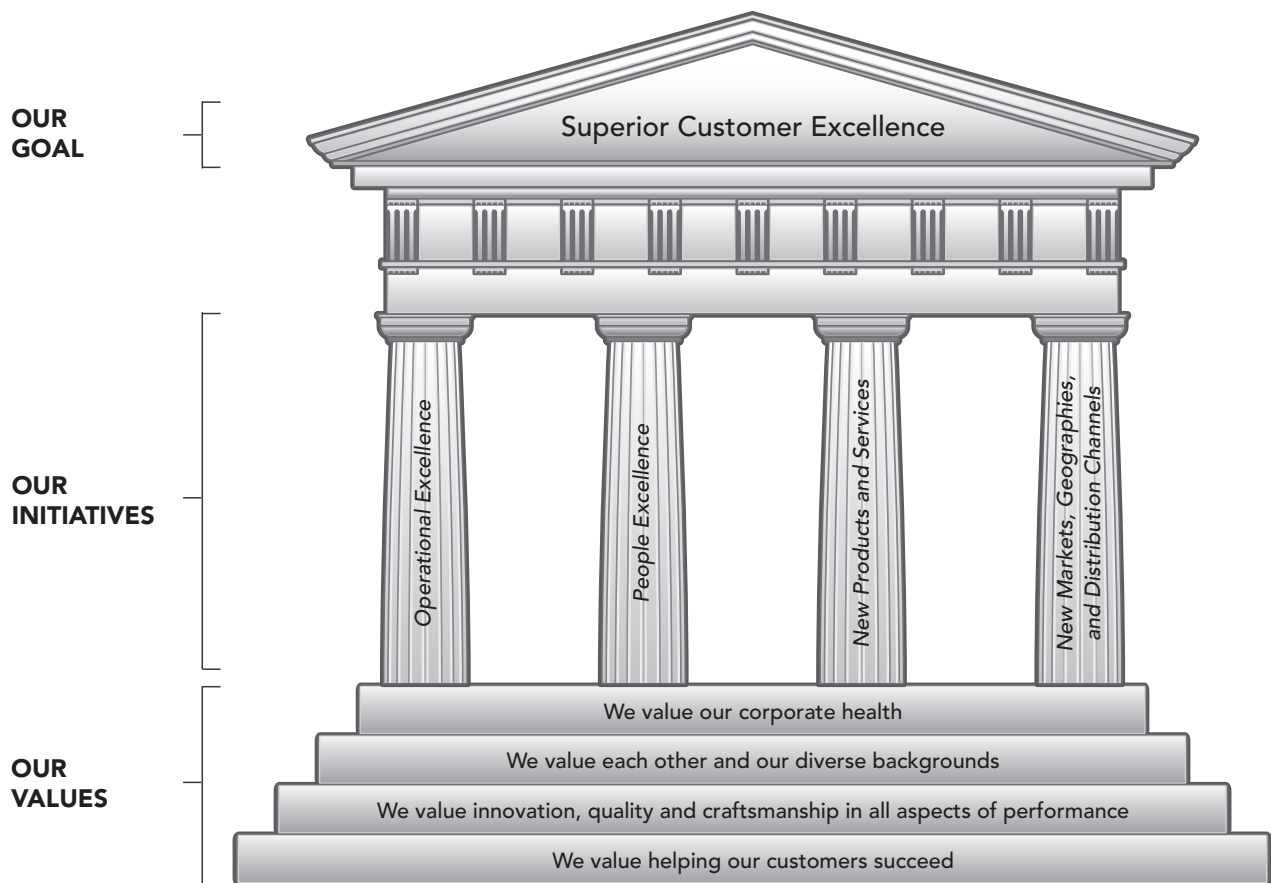 OUR
GOAL
Superior Customer Excellence
OUR
INITIATIVES
Operational Excellence
People Excellence
New Products and Services
New Markets, Geographies,
and Distribution Channels
OUR
VALUES
We value our corporate health
We value each other and our diverse backgrounds
We value innovation, quality and craftsmanship in all aspects of performance
We value helping our customers succeed